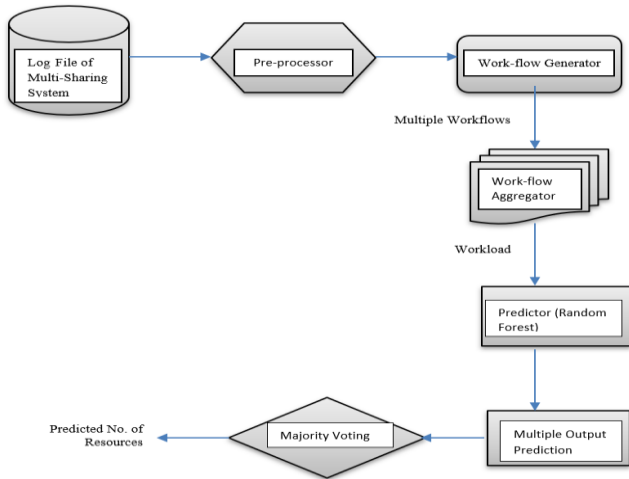 Log File of
Multi-Sharing
System
Pre-processor
Work-flow Generator
Multiple Workflows
Work-flow
Aggregator
Workload
Predictor (Random
Forest)
Multiple Output
Prediction
Majority Voting
Predicted No. of
Resources